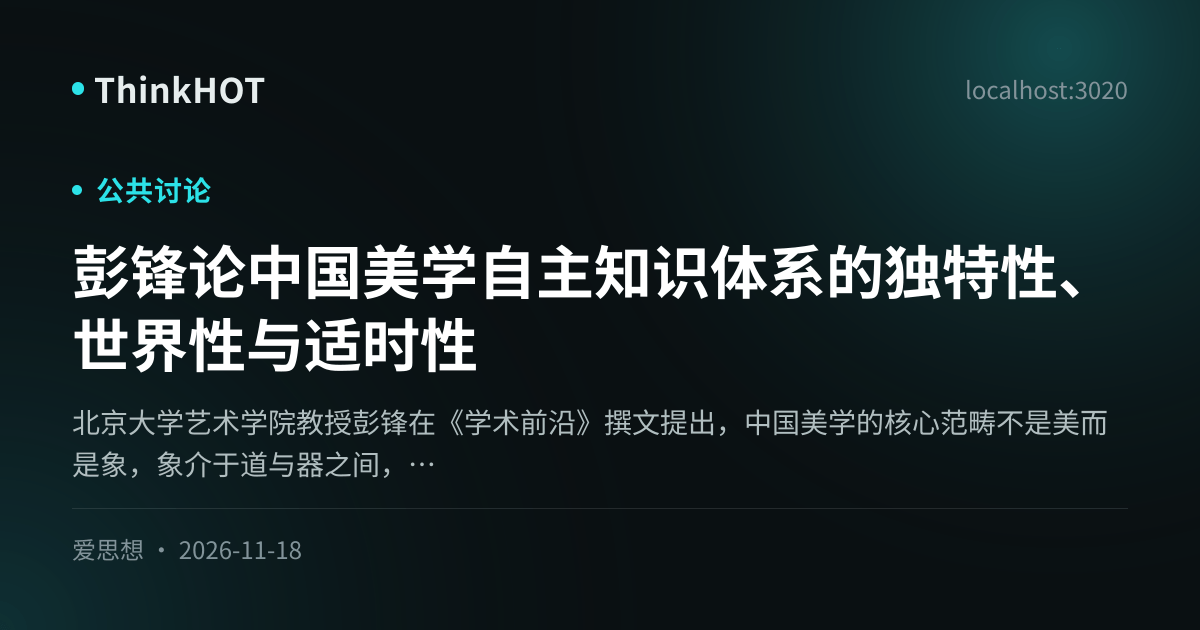 ThinkHOT
localhost:3020
公共讨论
彭锋论中国美学自主知识体系的独特性、
世界性与适时性
北京大学艺术学院教授彭锋在《学术前沿》撰文提出，中国美学的核心范畴不是美而
是象，象介于道与器之间，…
爱思想 · 2026-11-18